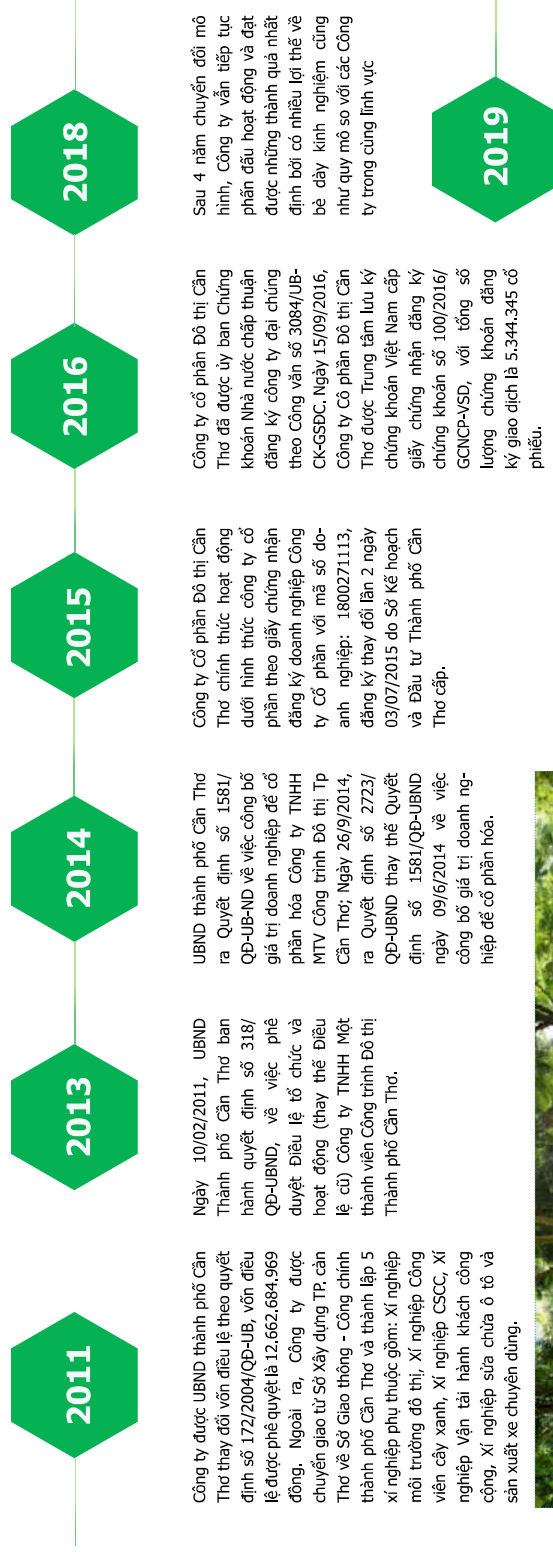 2011
Công ty được UBND thành phố Cần
Thơ thay đổi vốn điều lệ theo quyết
định số 172/2004/QĐ-UB, vốn điều
lệ được phê quyệt là 12.662.684.969
đồng. Ngoài ra, Công ty được
chuyển giao từ Sở Xây dựng TP. càn
Thơ về Sở Giao thông - Công chính
thành phố Cần Thơ và thành lập 5
xí nghiệp phụ thuộc gồm: Xí nghiệp
môi trường đô thị, Xí nghiệp Công
viên cây xanh, Xí nghiệp CSCC, Xí
nghiệp Vận tải hành khách công
cộng, Xí nghiệp sửa chữa ô tô và
sản xuất xe chuyên dùng.
2013
Ngày 10/02/2011, UBND
Thành phố Cần Thơ ban
hành quyết định số 318/
QĐ-UBND, về việc phê
duyệt Điều lệ tổ chức và
hoạt động (thay thế Điều
lệ cũ) Công ty TNHH Một
thành viên Công trình Đô thị
Thành phố Cần Thơ.
2014
UBND thành phố Cần Thơ
ra Quyết định số 1581/
QĐ-UB-ND về việc công bố
giá trị doanh nghiệp để cổ
phần hóa Công ty TNHH
MTV Công trình Đô thị Tp
Cần Thơ; Ngày 26/9/2014,
ra Quyết định số 2723/
QĐ-UBND thay thế Quyết
định số 1581/QĐ-UBND
ngày 09/6/2014 về việc
công bố giá trị doanh ng-
hiệp để cổ phần hóa.
2015
Công ty Cổ phần Đô thị Cần
Thơ chính thức hoạt động
dưới hình thức công ty cổ
phần theo giấy chứng nhận
đăng ký doanh nghiệp Công
ty Cổ phần với mã số do-
anh nghiệp: 1800271113,
đăng ký thay đổi lần 2 ngày
03/07/2015 do Sở Kế hoạch
và Đầu tư Thành phố Cần
Thơ cấp.
2016
Công ty cổ phần Đô thị Cần
Thơ đã được ủy ban Chứng
khoán Nhà nước chấp thuận
đăng ký công ty đại chúng
theo Công văn số 3084/UB-
CK-GSĐC. Ngày 15/09/2016,
Công ty Cổ phần Đô thị Cần
Thơ được Trung tâm lưu ký
chứng khoán Việt Nam cấp
giấy chứng nhận đăng ký
chứng khoán số 100/2016/
GCNCP-VSD, với tổng số
lượng chứng khoán đăng
ký giao dịch là 5.344.345 cổ
phiếu.
2018
Sau 4 năm chuyển đổi mô
hình, Công ty vẫn tiếp tục
phấn đấu hoạt động và đạt
được những thành quả nhất
định bởi có nhiều lợi thế về
bề dày kinh nghiệm cũng
như quy mô so với các Công
ty trong cùng lĩnh vực
2019